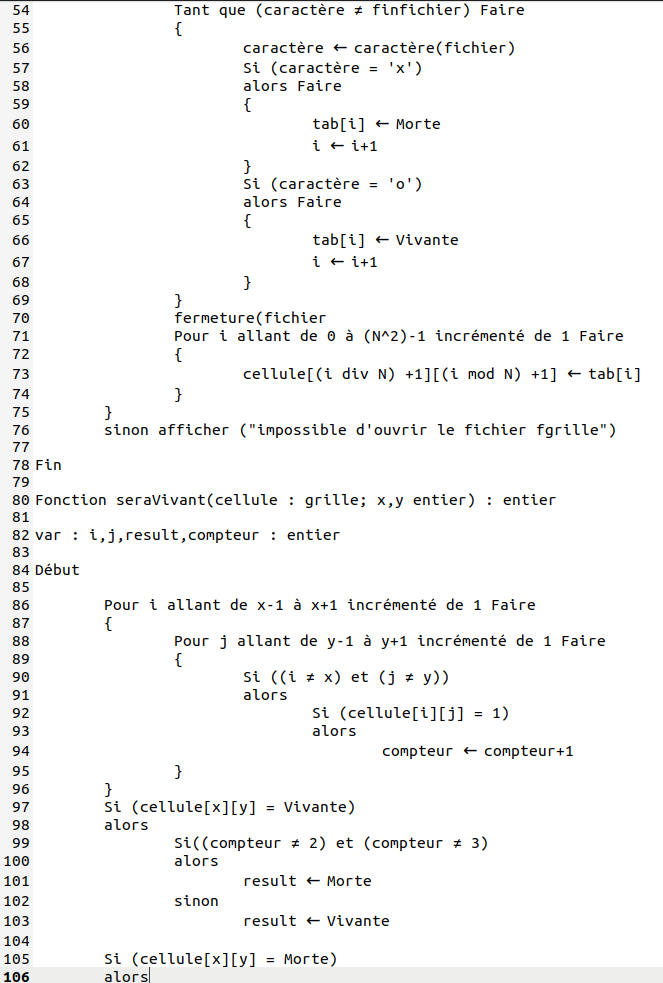 54 Tant que (caractère ≠ finfichier) Faire
55 {
56 caractère ← caractère(fichier)
57 Si (caractère = 'x')
58 alors Faire
59 {
60 tab[i] ← Morte
61 i ← i+1
62 }
63 Si (caractère = 'o')
64 alors Faire
65 {
66 tab[i] ← Vivante
67 i ← i+1
68 }
69 }
70 fermeture(fichier
71 Pour i allant de 0 à (N^2)-1 incrémenté de 1 Faire
72 {
73 cellule[(i div N) +1][(i mod N) +1] ← tab[i]
74 }
75 }
76 sinon afficher ("impossible d'ouvrir le fichier fgrille")
77
78 Fin
79
80 Fonction seraVivant(cellule : grille; x,y entier) : entier
81
82 var : i,j,result,compteur : entier
83
84 Début
85
86 Pour i allant de x-1 à x+1 incrémenté de 1 Faire
87 {
88 Pour j allant de y-1 à y+1 incrémenté de 1 Faire
89 {
90 Si ((i ≠ x) et (j ≠ y))
91 alors
92 Si (cellule[i][j] = 1)
93 alors
94 compteur ← compteur+1
95 }
96 }
97 Si (cellule[x][y] = Vivante)
98 alors
99 Si((compteur ≠ 2) et (compteur ≠ 3)
100 alors
101 result ← Morte
102 sinon
103 result ← Vivante
104
105 Si (cellule[x][y] = Morte)
106 alors